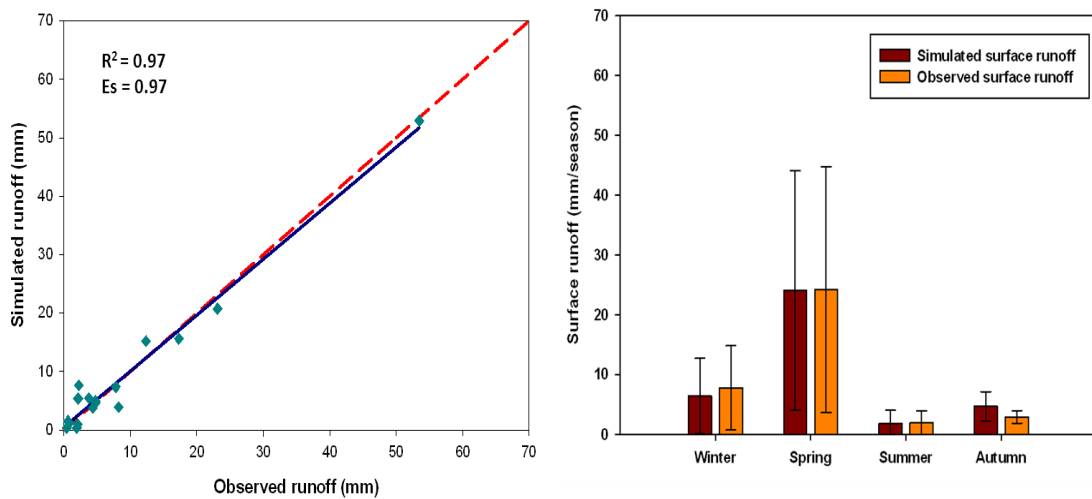 R² = 0.97
Es = 0.97
Simulated runoff (mm)
70
60
50
40
30
20
10
0
0 10 20 30 40 50 60 70
Observed runoff (mm)
Simulated surface runoff
Observed surface runoff
Surface runoff (mm/season)
70
60
50
40
30
20
10
0
Winter Spring Summer Autumn